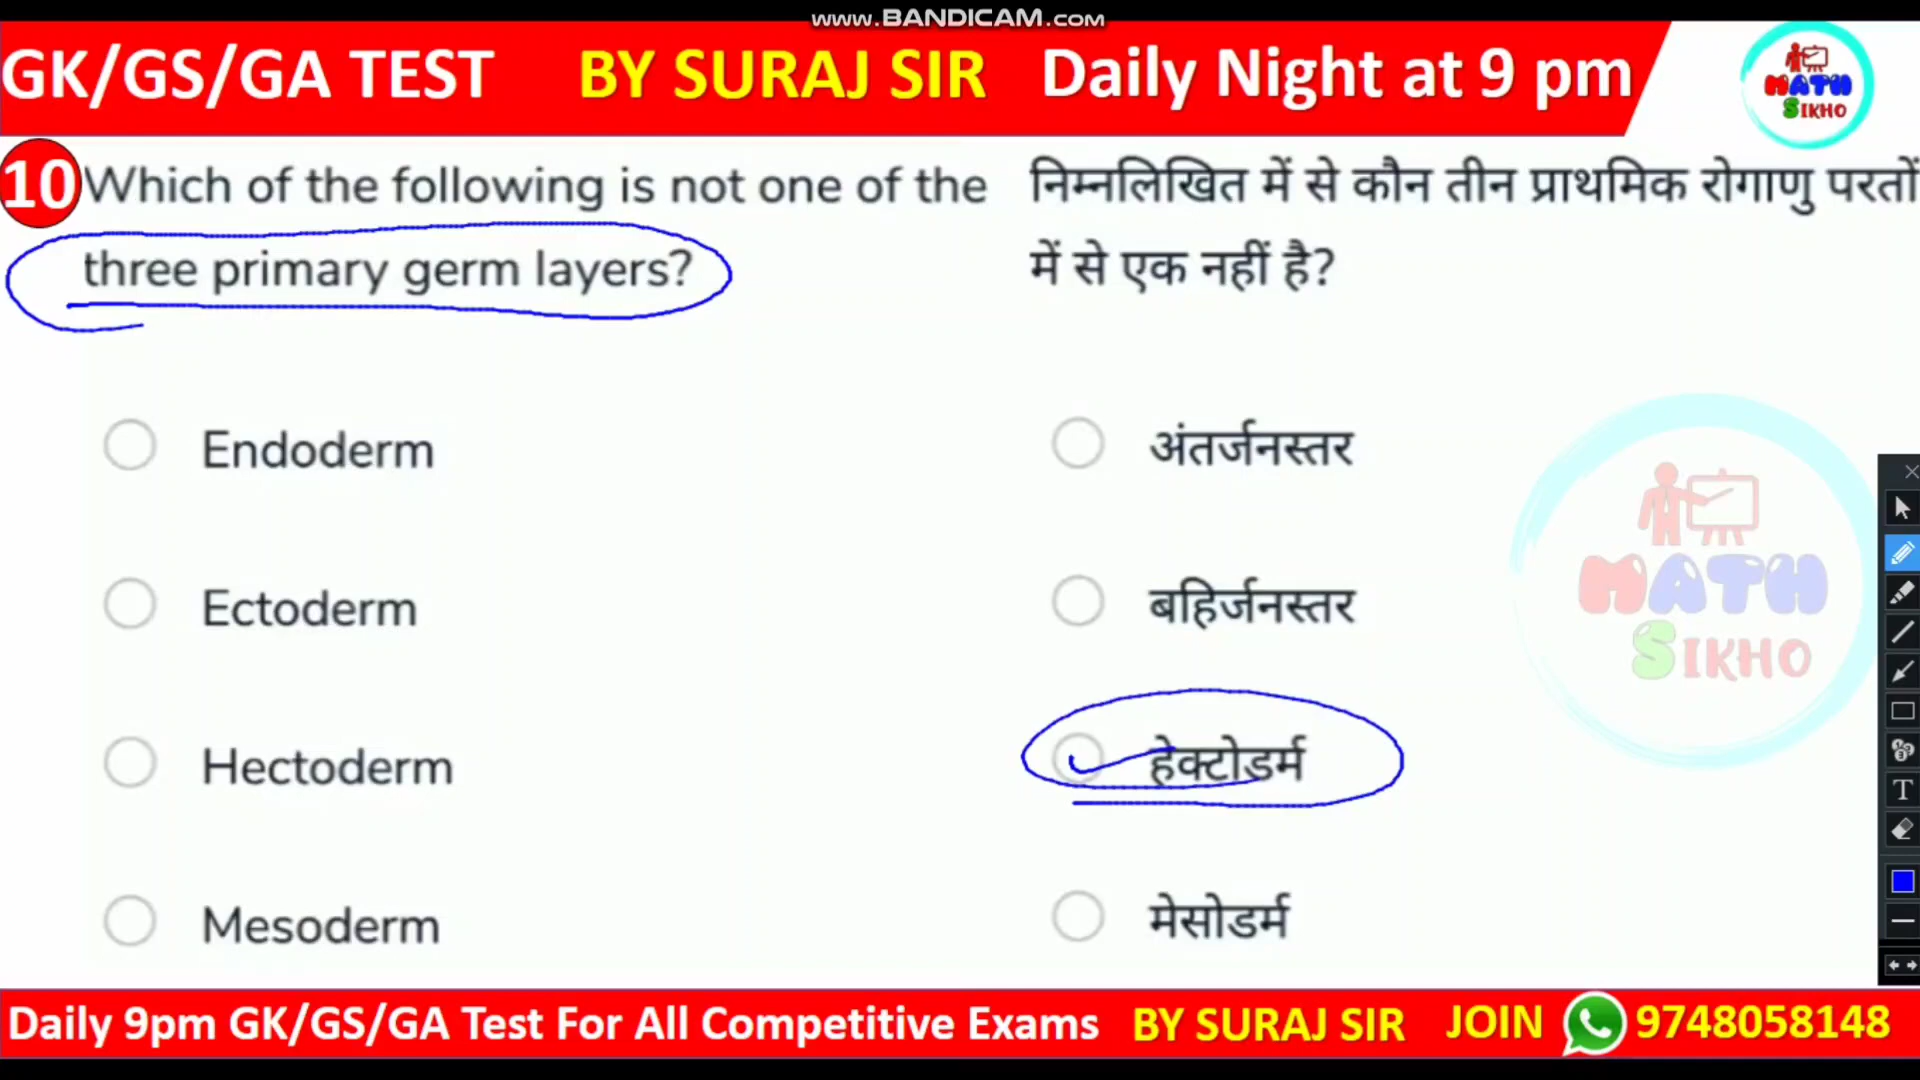 www.BANDICAM.com
GK/GS/GA TEST BY SURAJ SIR Daily Night at 9 pm
MATH
SIKHO
10 Which of the following is not one of the
three primary germ layers?
निम्नलिखित में से कौन तीन प्राथमिक रोगाणु परतों
में से एक नहीं है?
Endoderm
Ectoderm
Hectoderm
Mesoderm
अंतर्जनस्तर
बहिर्जनस्तर
हेक्टोडर्म
मेसोडर्म
MATH
SIKHO
T
Daily 9pm GK/GS/GA Test For All Competitive Exams BY SURAJ SIR JOIN 9748058148